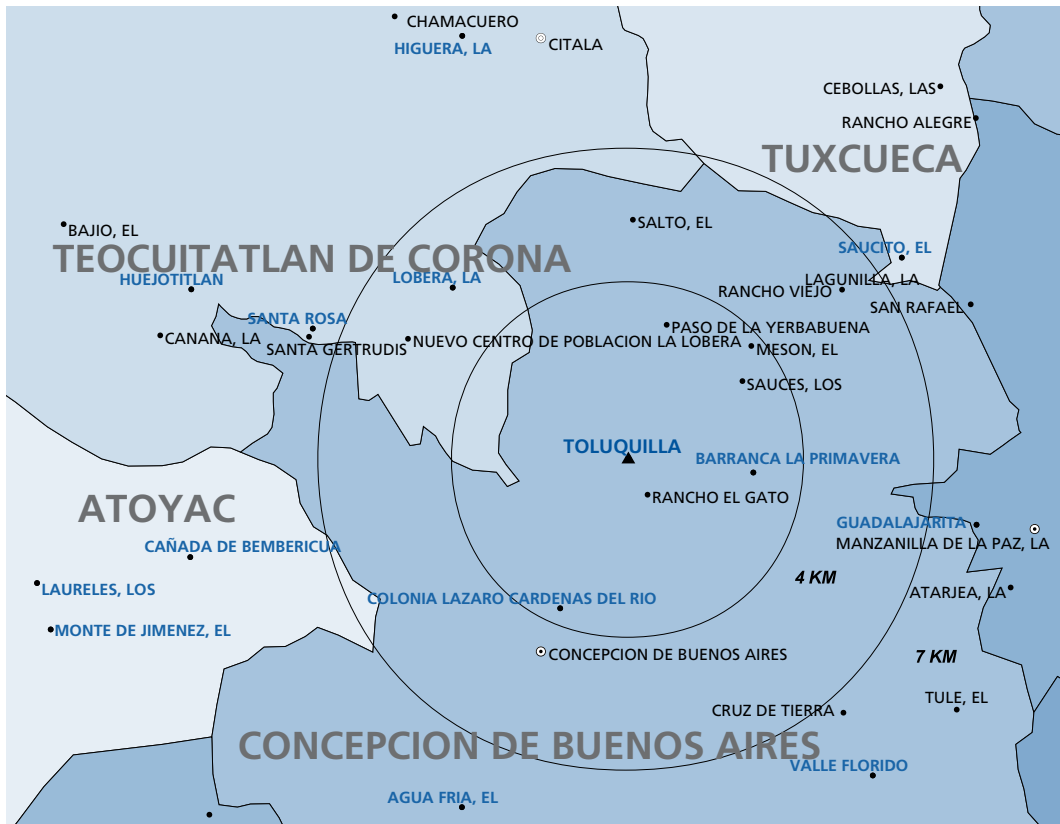 CHAMACUERO
HIGUERA, LA
CITALA
CEBOLLAS, LAS
RANCHO ALEGRE
TUXCUECA
SALTO, EL
BAJIO, EL
TEOCUITATLAN DE CORONA
SAUCITO, EL
HUEJOTITLAN
LOBERA, LA
LAGUNILLA, LA
RANCHO VIEJO
SAN RAFAEL
SANTA ROSA
PASO DE LA YERBABUENA
CANANA, LA
SANTA GERTRUDIS
NUEVO CENTRO DE POBLACION LA LOBERA
MESON, EL
SAUCES, LOS
TOLUQUILLA
BARRANCA LA PRIMAVERA
RANCHO EL GATO
ATOYAC
GUADALAJARITA
MANZANILLA DE LA PAZ, LA
CAÑADA DE BEMBERICUA
4 KM
LAURELES, LOS
ATARJEA, LA
COLONIA LAZARO CARDENAS DEL RIO
MONTE DE JIMENEZ, EL
CONCEPCION DE BUENOS AIRES
7 KM
TULE, EL
CRUZ DE TIERRA
CONCEPCION DE BUENOS AIRES
VALLE FLORIDO
AGUA FRIA, EL